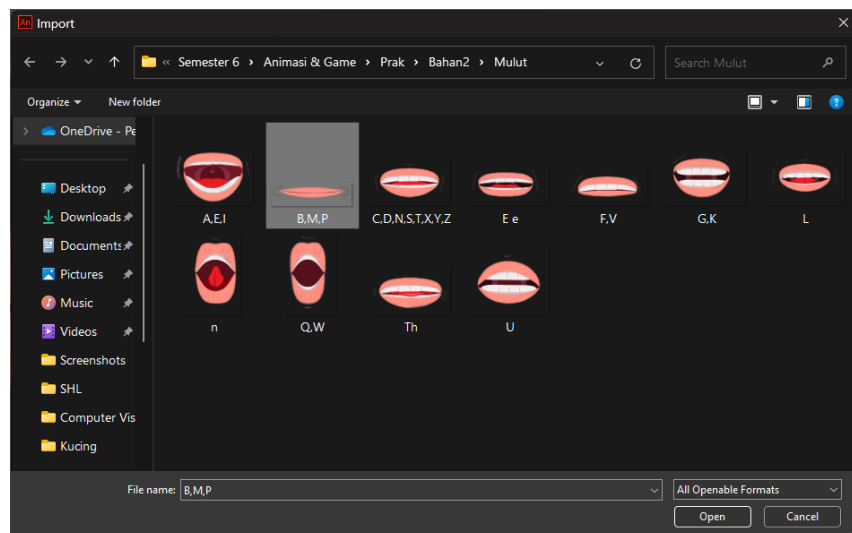 An Import
« Semester 6 > Animasi & Game > Prak > Bahan2 > Mulut
Search Mulut
Organize
New folder
OneDrive - Pe
Desktop
Downloads
Documents
Pictures
Music
Videos
Screenshots
SHL
Computer Vis
Kucing
A,E,I
B,M,P
C,D,N,S,T,X,Y,Z
E e
F,V
G,K
L
n
Q,W
Th
U
File name: B,M,P
All Openable Formats
Open
Cancel